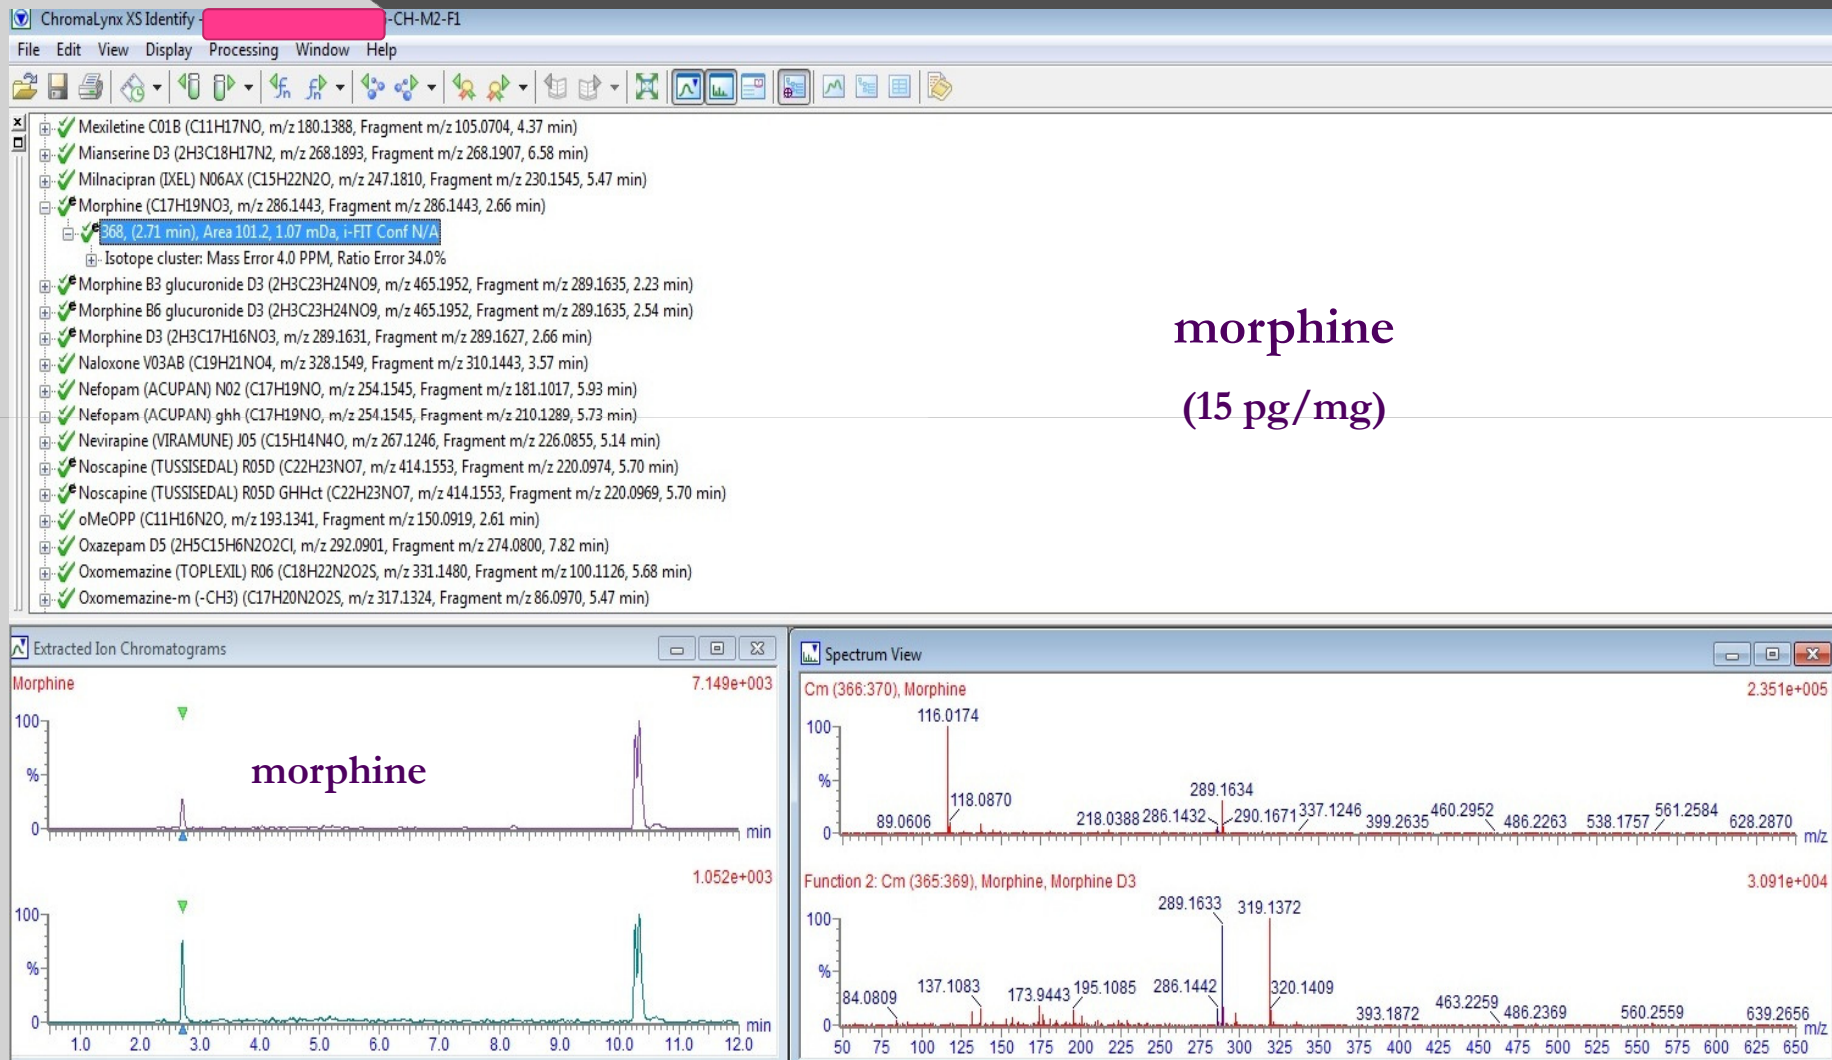 ChromaLynx XS Identify - -CH-M2-F1
File Edit View Display Processing Window Help
Mexiletine C01B (C11H17NO, m/z 180.1388, Fragment m/z 105.0704, 4.37 min)
Mianserine D3 (2H3C18H17N2, m/z 268.1893, Fragment m/z 268.1907, 6.58 min)
Milnacipran (IXEL) N06AX (C15H22N2O, m/z 247.1810, Fragment m/z 230.1545, 5.47 min)
Morphine (C17H19NO3, m/z 286.1443, Fragment m/z 286.1443, 2.66 min)
368, (2.71 min), Area 101.2, 1.07 mDa, i-FIT Conf N/A
Isotope cluster: Mass Error 4.0 PPM, Ratio Error 34.0%
Morphine B3 glucuronide D3 (2H3C23H24NO9, m/z 465.1952, Fragment m/z 289.1635, 2.23 min)
Morphine B6 glucuronide D3 (2H3C23H24NO9, m/z 465.1952, Fragment m/z 289.1635, 2.54 min)
Morphine D3 (2H3C17H16NO3, m/z 289.1631, Fragment m/z 289.1627, 2.66 min)
Naloxone V03AB (C19H21NO4, m/z 328.1549, Fragment m/z 310.1443, 3.57 min)
Nefopam (ACUPAN) N02 (C17H19NO, m/z 254.1545, Fragment m/z 181.1017, 5.93 min)
Nefopam (ACUPAN) ghh (C17H19NO, m/z 254.1545, Fragment m/z 210.1289, 5.73 min)
Nevirapine (VIRAMUNE) J05 (C15H14N4O, m/z 267.1246, Fragment m/z 226.0855, 5.14 min)
Noscapine (TUSSISEDAL) R05D (C22H23NO7, m/z 414.1553, Fragment m/z 220.0974, 5.70 min)
Noscapine (TUSSISEDAL) R05D GHHct (C22H23NO7, m/z 414.1553, Fragment m/z 220.0969, 5.70 min)
oMeOPP (C11H16N2O, m/z 193.1341, Fragment m/z 150.0919, 2.61 min)
Oxazepam D5 (2H5C15H6N2O2Cl, m/z 292.0901, Fragment m/z 274.0800, 7.82 min)
Oxomemazine (TOPLEXIL) R06 (C18H22N2O2S, m/z 331.1480, Fragment m/z 100.1126, 5.68 min)
Oxomemazine-m (-CH3) (C17H20N2O2S, m/z 317.1324, Fragment m/z 86.0970, 5.47 min)
morphine
(15 pg/mg)
Extracted Ion Chromatograms
Morphine 7.149e+003
100
%
0
min
morphine
1.052e+003
100
%
0
min
1.0 2.0 3.0 4.0 5.0 6.0 7.0 8.0 9.0 10.0 11.0 12.0
Spectrum View
Cm (366:370), Morphine 2.351e+005
100
%
0
116.0174
89.0606 118.0870 218.0388 286.1432 289.1634 290.1671 337.1246 399.2635 460.2952 486.2263 538.1757 561.2584 628.2870
m/z
Function 2: Cm (365:369), Morphine, Morphine D3 3.091e+004
100
%
0
289.1633 319.1372
84.0809 137.1083 173.9443 195.1085 286.1442 320.1409 393.1872 463.2259 486.2369 560.2559 639.2656
m/z
50 75 100 125 150 175 200 225 250 275 300 325 350 375 400 425 450 475 500 525 550 575 600 625 650